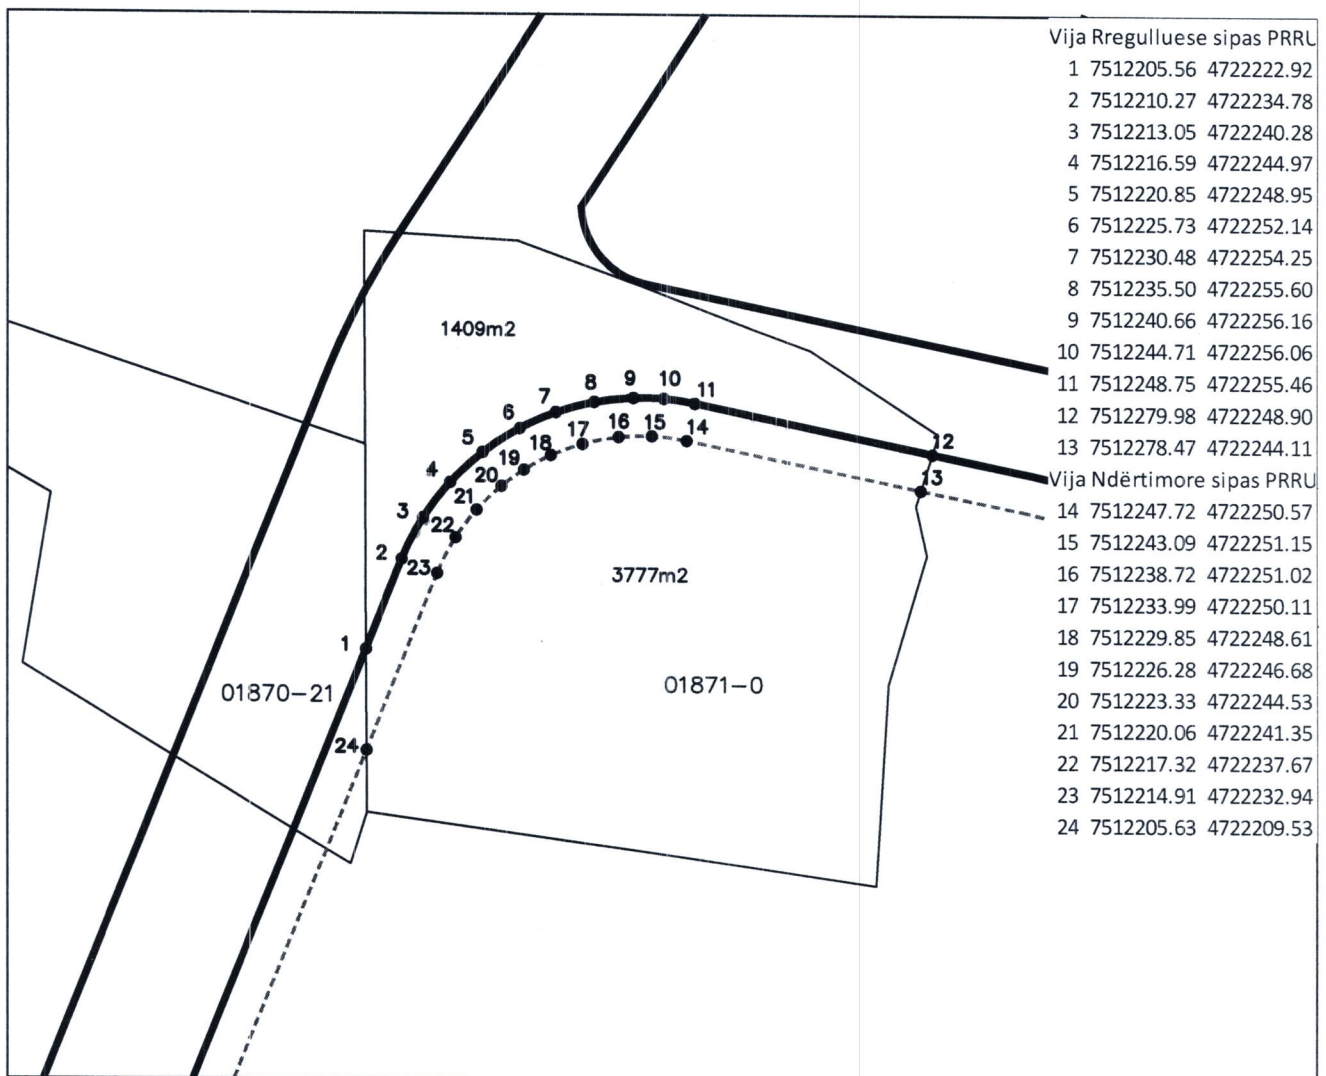 Vija Rregulluese sipas PRRU
1 7512205.56 4722222.92
2 7512210.27 4722234.78
3 7512213.05 4722240.28
4 7512216.59 4722244.97
5 7512220.85 4722248.95
6 7512225.73 4722252.14
7 7512230.48 4722254.25
8 7512235.50 4722255.60
9 7512240.66 4722256.16
10 7512244.71 4722256.06
11 7512248.75 4722255.46
12 7512279.98 4722248.90
13 7512278.47 4722244.11
Vija Ndërtimore sipas PRRU
14 7512247.72 4722250.57
15 7512243.09 4722251.15
16 7512238.72 4722251.02
17 7512233.99 4722250.11
18 7512229.85 4722248.61
19 7512226.28 4722246.68
20 7512223.33 4722244.53
21 7512220.06 4722241.35
22 7512217.32 4722237.67
23 7512214.91 4722232.94
24 7512205.63 4722209.53
1409m2
3777m2
01870-21
01871-0
1
2
3
4
5
6
7
8
9
10
11
12
13
14
15
16
17
18
19
20
21
22
23
24